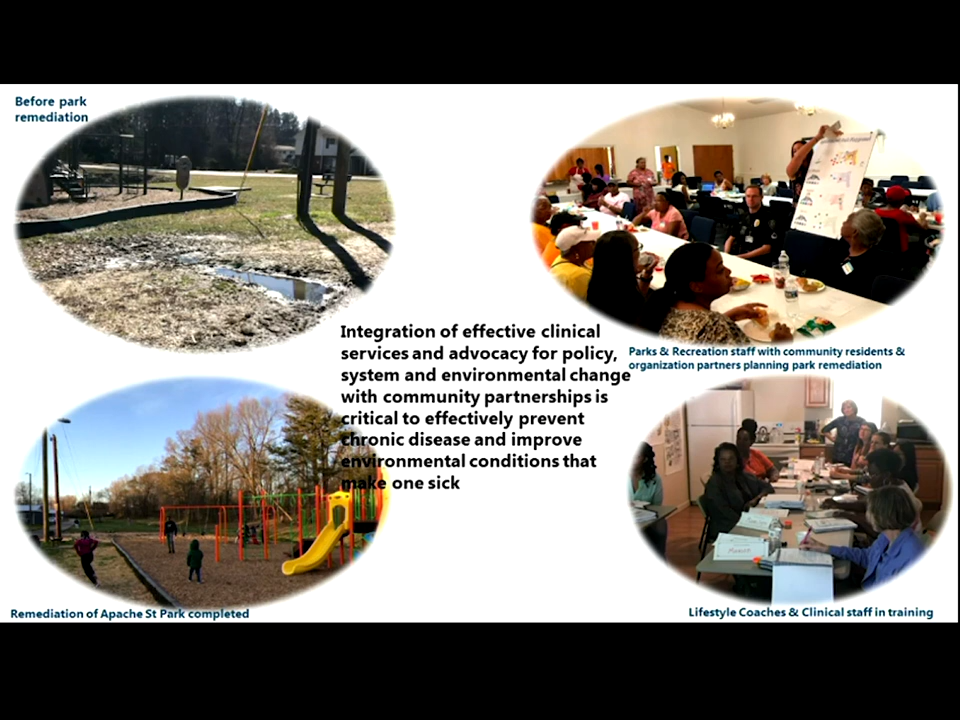 Before park
remediation
Integration of effective clinical
services and advocacy for policy,
system and environmental change
with community partnerships is
critical to effectively prevent
chronic disease and improve
environmental conditions that
make one sick
Parks & Recreation staff with community residents &
organization partners planning park remediation
Remediation of Apache St Park completed
Lifestyle Coaches & Clinical staff in training